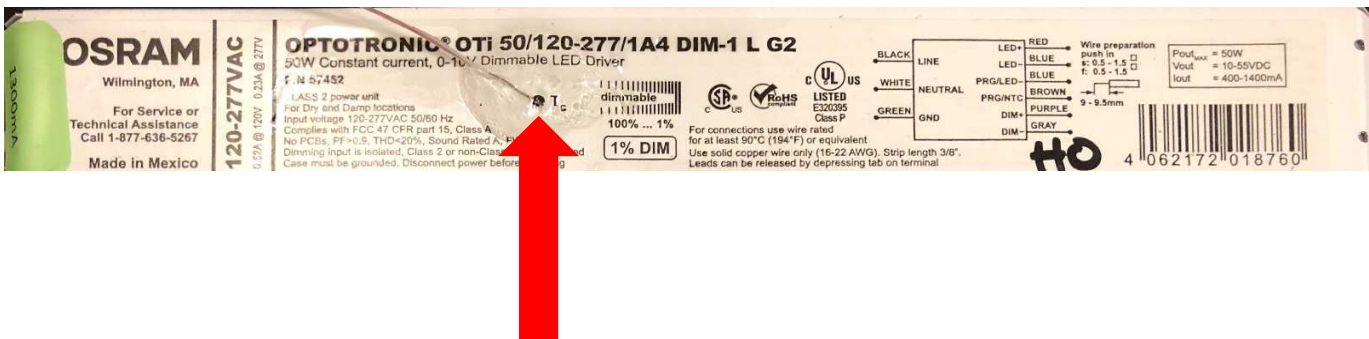 1300mA
OSRAM
Wilmington, MA
For Service or
Technical Assistance
Call 1-877-636-5267
Made in Mexico
120-277VAC
0.52A @ 120V 0.23A @ 277V
OPTOTRONIC® OTi 50/120-277/1A4 DIM-1 L G2
50W Constant current, 0-10V Dimmable LED Driver
P/N 57452
CLASS 2 power unit
For Dry and Damp locations
Input voltage 120-277VAC 50/60 Hz
Complies with FCC 47 CFR part 15, Class A
No PCBs, PF>0.9, THD<20%, Sound Rated A,
Dimming input is isolated, Class 2 or non-Class
Case must be grounded. Disconnect power before
Tc
dimmable
100% ... 1%
1% DIM
SA
C US
RoHS
compliant
c UL US
LISTED
E320395
Class P
For connections use wire rated
for at least 90°C (194°F) or equivalent
Use solid copper wire only (16-22 AWG). Strip length 3/8".
Leads can be released by depressing tab on terminal
BLACK LINE
WHITE NEUTRAL
GREEN GND
LED+ RED
LED- BLUE
PRG/LED- BLUE
PRG/NTC BROWN
DIM+ PURPLE
DIM- GRAY
Wire preparation
push in
s: 0.5 - 1.5
f: 0.5 - 1.5
9 - 9.5mm
PoutMAX = 50W
Vout = 10-55VDC
Iout = 400-1400mA
HO
4 062172 018760